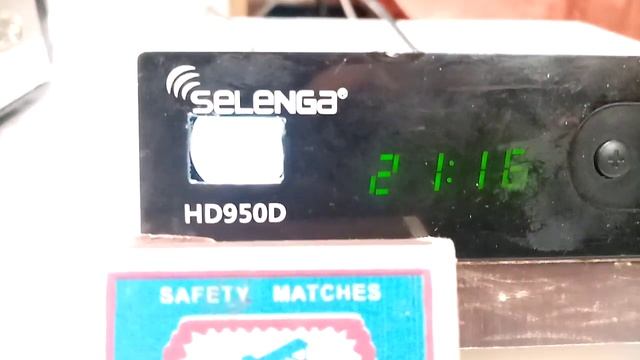 SELENGA®
21:16
HD950D
SAFETY MATCHES